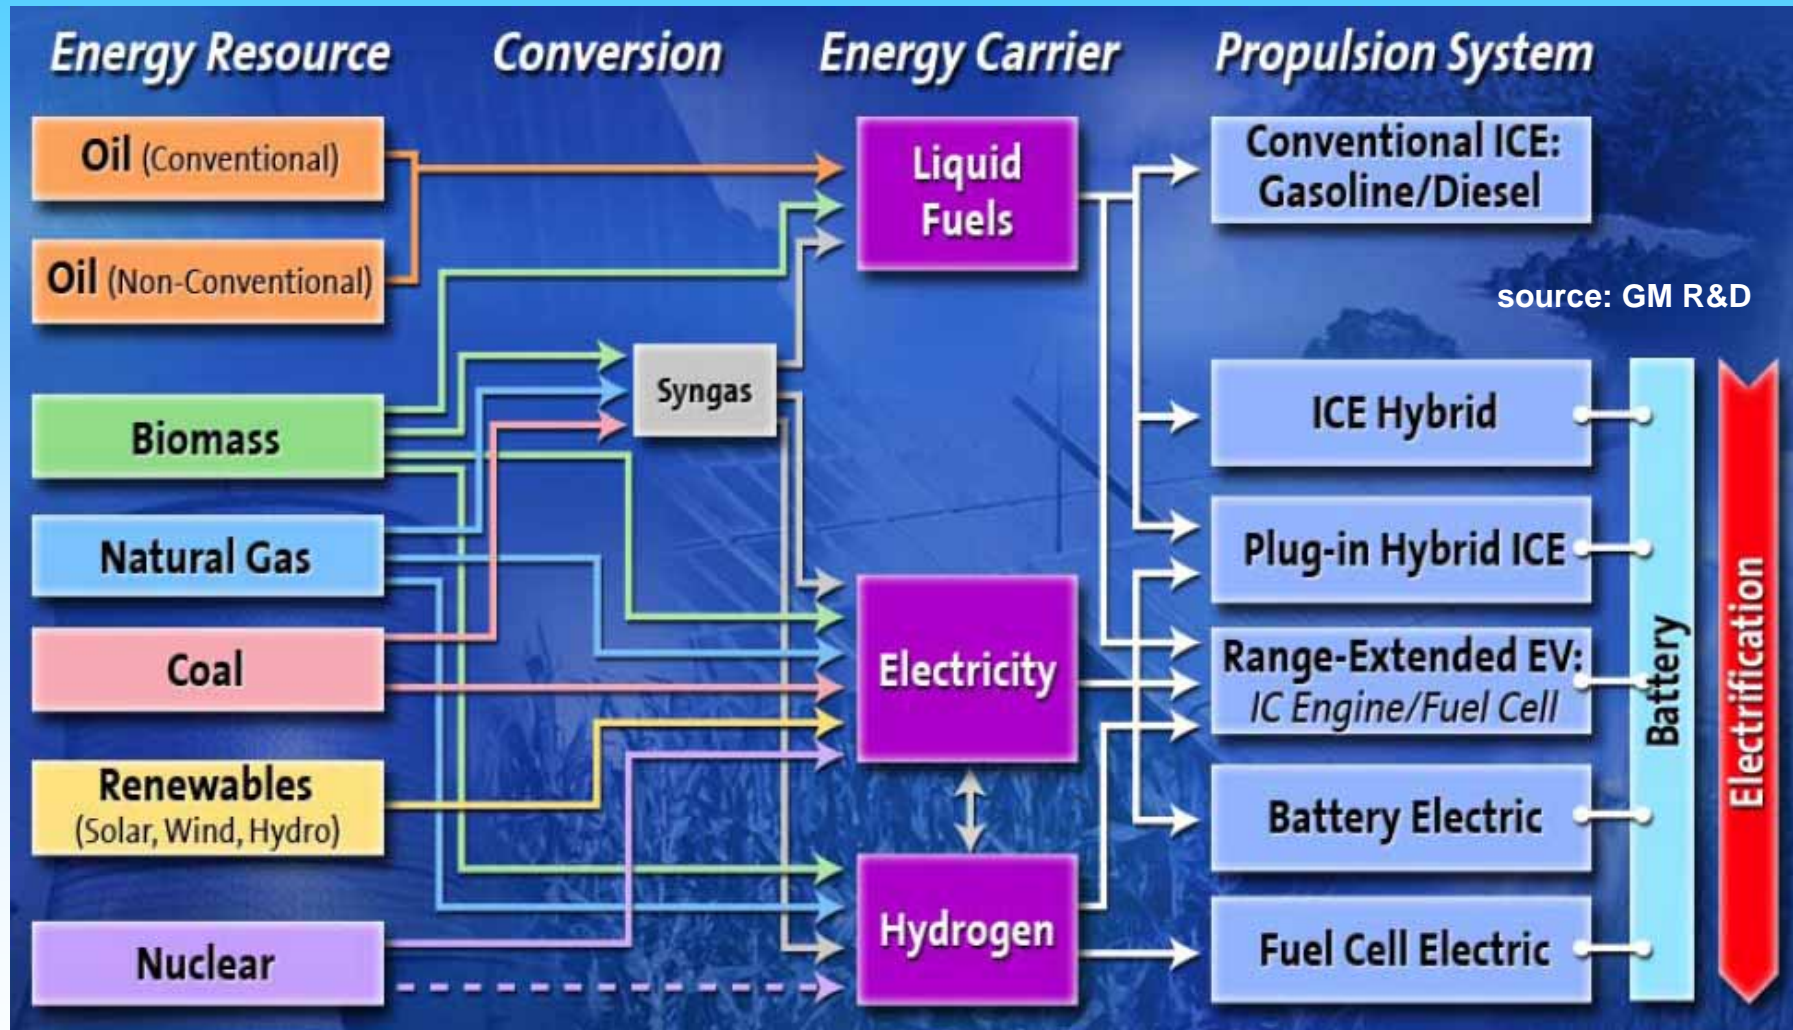 Energy Resource
Conversion
Energy Carrier
Propulsion System
Oil (Conventional)
Oil (Non-Conventional)
Biomass
Natural Gas
Coal
Renewables
(Solar, Wind, Hydro)
Nuclear
Syngas
Liquid
Fuels
Electricity
Hydrogen
Conventional ICE:
Gasoline/Diesel
source: GM R&D
ICE Hybrid
Plug-in Hybrid ICE
Range-Extended EV:
IC Engine/Fuel Cell
Battery Electric
Fuel Cell Electric
Battery
Electrification